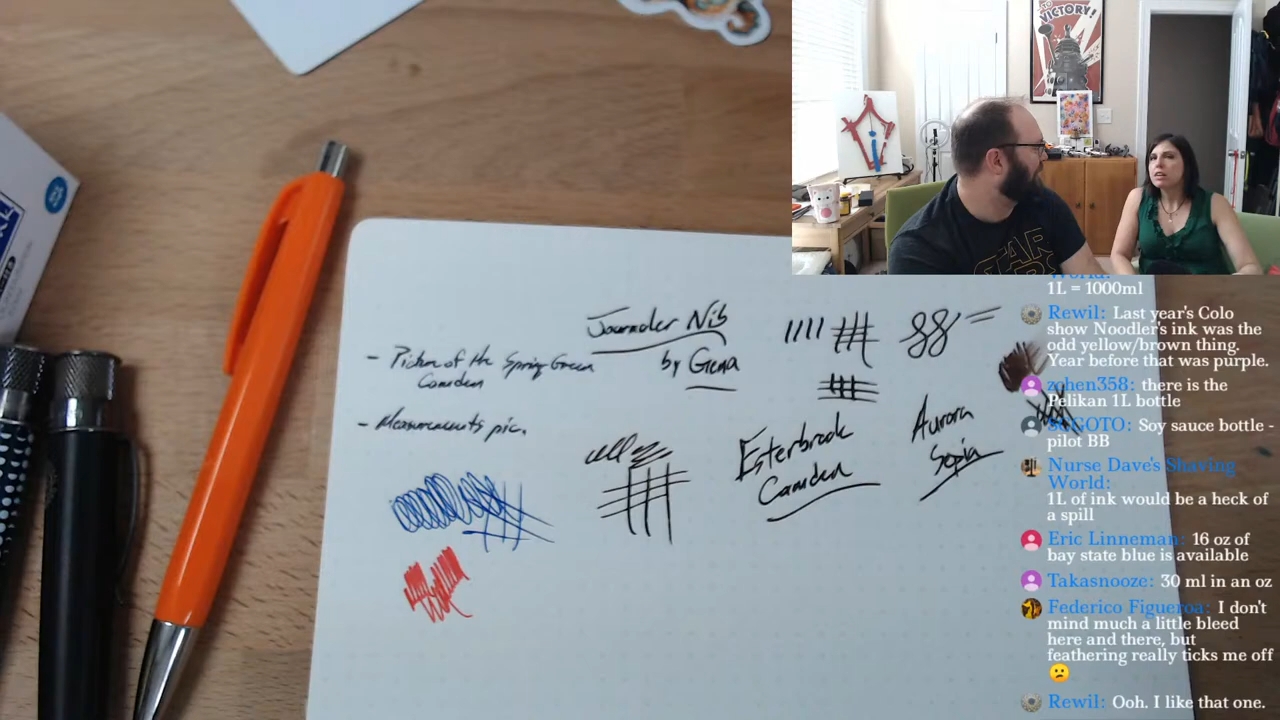 TO
VICTORY!
STAR
Journaler Nib
by Gena
- Picture of the Spring Green
Camden
- Measurements pic.
Esterbrook
Camden
Aurora
Sepia
World:
1L = 1000ml
Rewil: Last year's Colo
show Noodler's ink was the
odd yellow/brown thing.
Year before that was purple.
zohen358: there is the
Pelikan 1L bottle
Soy sauce bottle -
pilot BB
Nurse Dave's Shaving
World:
1L of ink would be a heck of
a spill
Eric Linneman: 16 oz of
bay state blue is available
Takasnooze: 30 ml in an oz
Federico Figueroa: I don't
mind much a little bleed
here and there, but
feathering really ticks me off
Rewil: Ooh. I like that one.